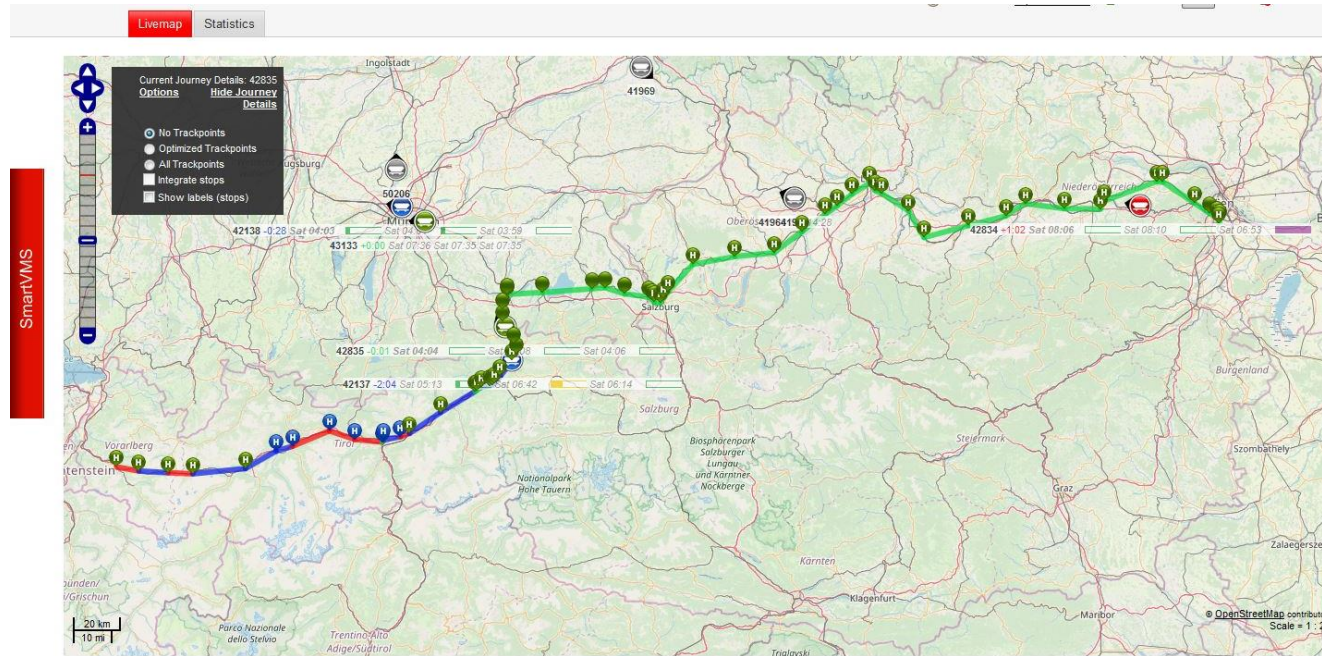 Livemap Statistics
SmartVMS
Current Journey Details: 42835
Options Hide Journey
Details
No Trackpoints
Optimized Trackpoints
All Trackpoints
Integrate stops
Show labels (stops)
Ingolstadt
41969
50206
42138 -0:28 Sat 04:03 Sat 03:59
43133 +0:00 Sat 07:36 Sat 07:35 Sat 07:35
Niederösterreich
42834 +1:02 Sat 08:06 Sat 08:10 Sat 06:53
Salzburg
42835 -0:01 Sat 04:04 Sat 04:06
42137 -2:04 Sat 05:13 Sat 06:42 Sat 06:14
Burgenland
Salzburg
Vorarlberg
Tirol
Steiermark
Biospherenpark
Salzburger
Lungau
und Kärntner
Nockberge
Szombathely
Nationalpark
Hohe Tauern
Graz
Kärnten
Klagenfurt
Maribor
20 km
10 mi
Parco Nazionale
dello Stelvio
Trentino-Alto
Adige/Südtirol
© OpenStreetMap
Scale = 1 : 2